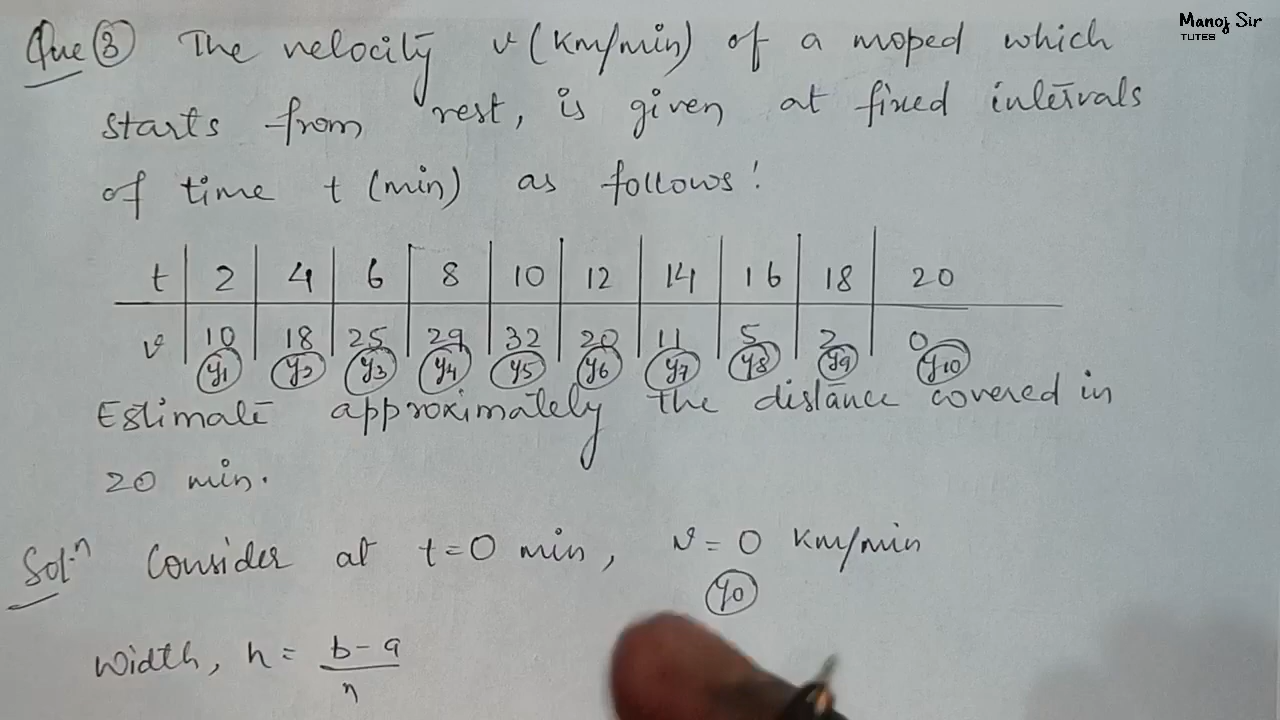 Manoj Sir
TUTES
Que ③ The velocity v (km/min) of a moped which
starts from rest, is given at fixed intervals
of time t (min) as follows:
t 2 4 6 8 10 12 14 16 18 20
v 10 18 25 29 32 20 11 5 2 0
y1 y2 y3 y4 y5 y6 y7 y8 y9 y10
Estimate approximately the distance covered in
20 min.
Solⁿ Consider at t=0 min, v=0 km/min
y0
Width, h = b-a
n